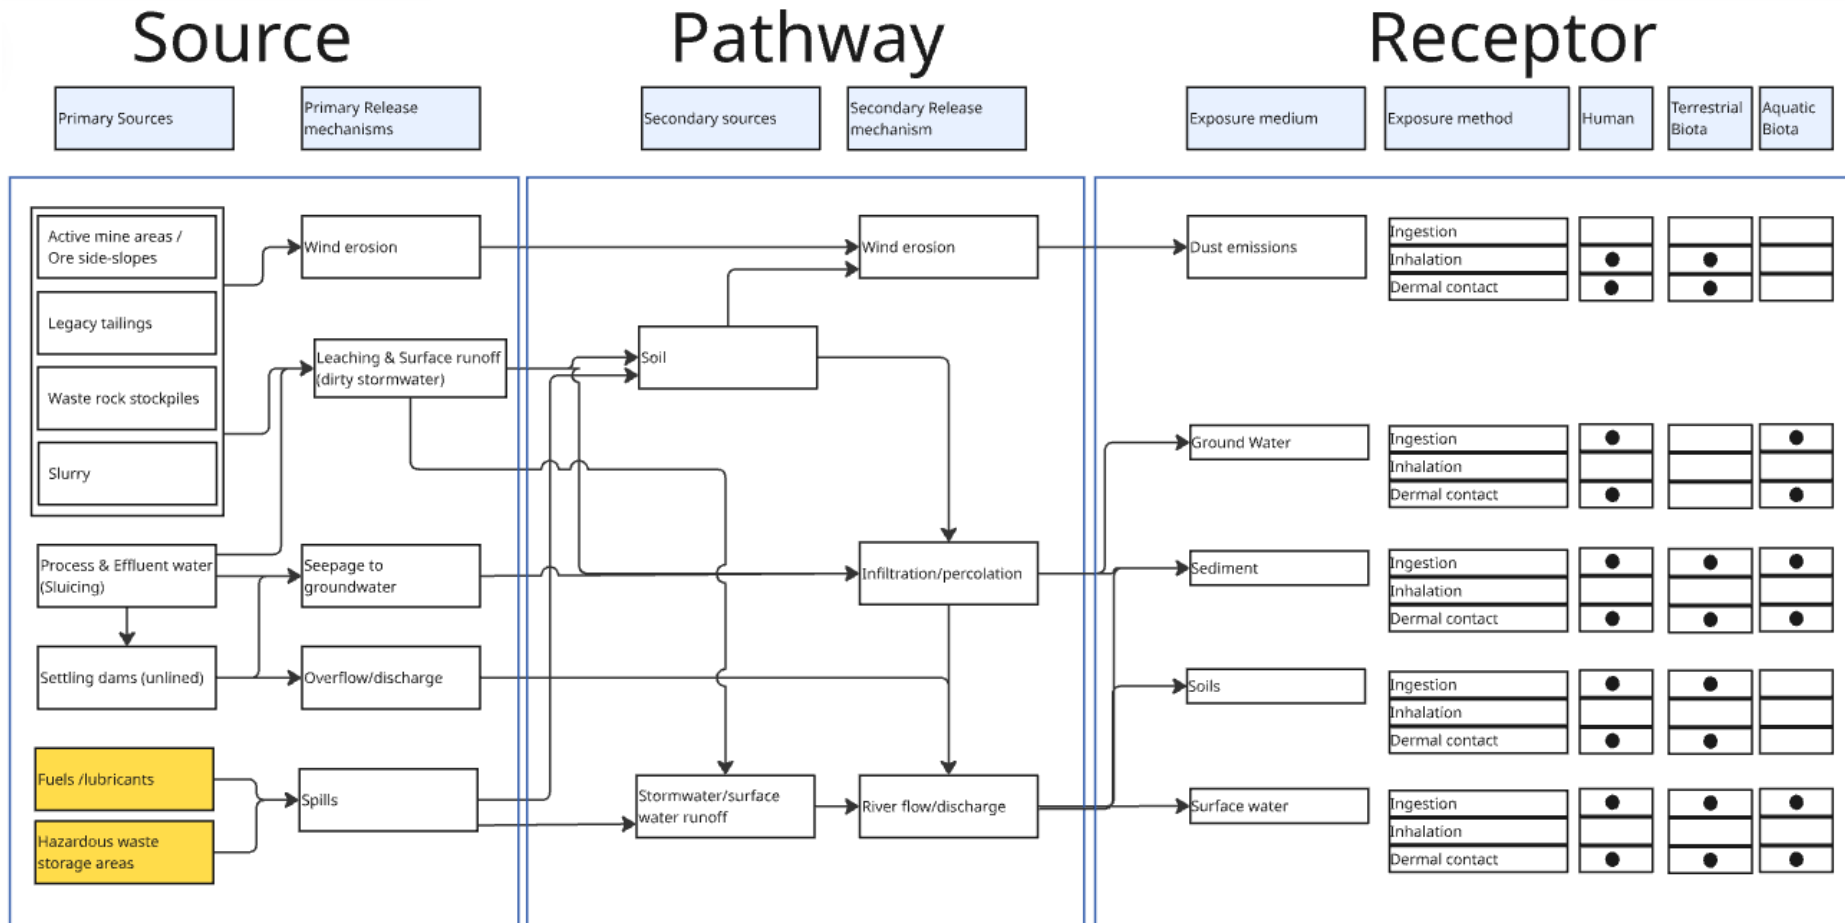 Source
Pathway
Receptor
Primary Sources
Primary Release
mechanisms
Secondary sources
Secondary Release
mechanism
Exposure medium
Exposure method
Human
Terrestrial
Biota
Aquatic
Biota
Active mine areas /
Ore side-slopes
Legacy tailings
Waste rock stockpiles
Slurry
Process & Effluent water
(Sluicing)
Settling dams (unlined)
Fuels /lubricants
Hazardous waste
storage areas
Wind erosion
Leaching & Surface runoff
(dirty stormwater)
Seepage to
groundwater
Overflow/discharge
Spills
Soil
Stormwater/surface
water runoff
Wind erosion
Infiltration/percolation
River flow/discharge
Dust emissions
Ingestion
Inhalation
Dermal contact
Ground Water
Ingestion
Inhalation
Dermal contact
Sediment
Ingestion
Inhalation
Dermal contact
Soils
Ingestion
Inhalation
Dermal contact
Surface water
Ingestion
Inhalation
Dermal contact